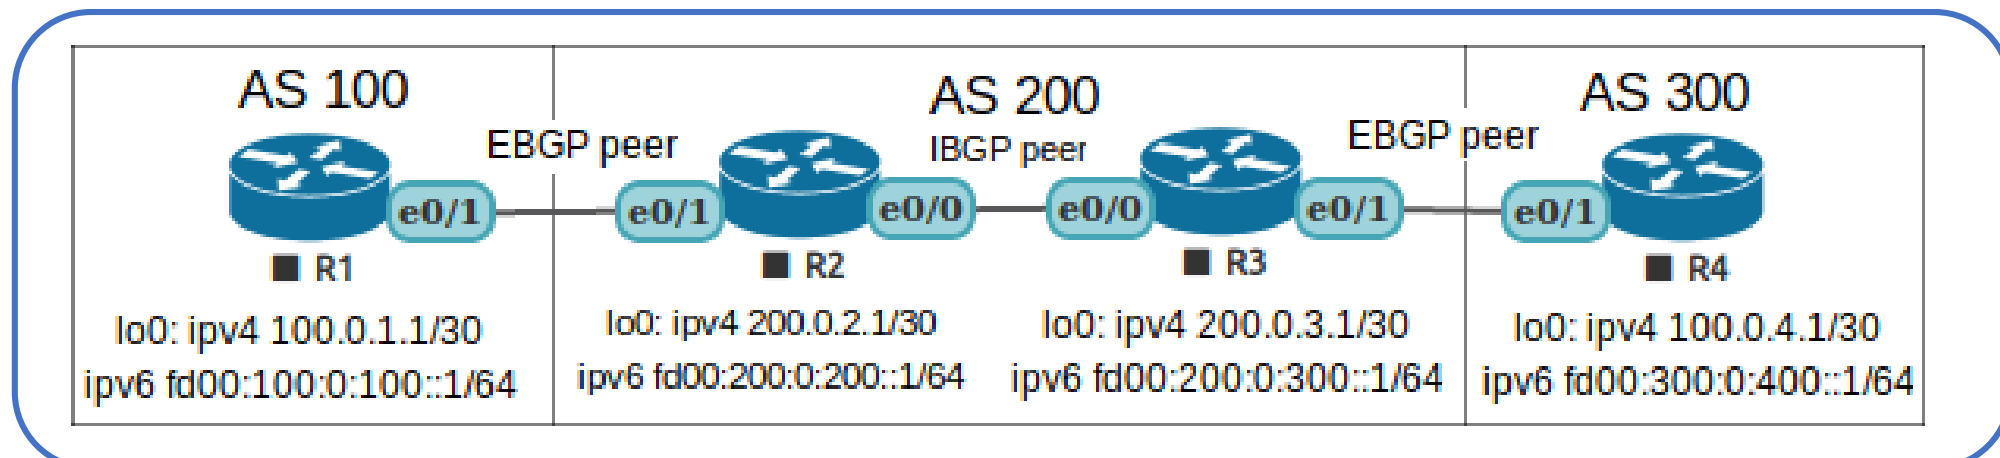 AS 100
AS 200
AS 300
EBGP peer
IBGP peer
EBGP peer
e0/1
e0/1
e0/0
e0/0
e0/1
e0/1
R1
R2
R3
R4
lo0: ipv4 100.0.1.1/30
ipv6 fd00:100:0:100::1/64
lo0: ipv4 200.0.2.1/30
ipv6 fd00:200:0:200::1/64
lo0: ipv4 200.0.3.1/30
ipv6 fd00:200:0:300::1/64
lo0: ipv4 100.0.4.1/30
ipv6 fd00:300:0:400::1/64